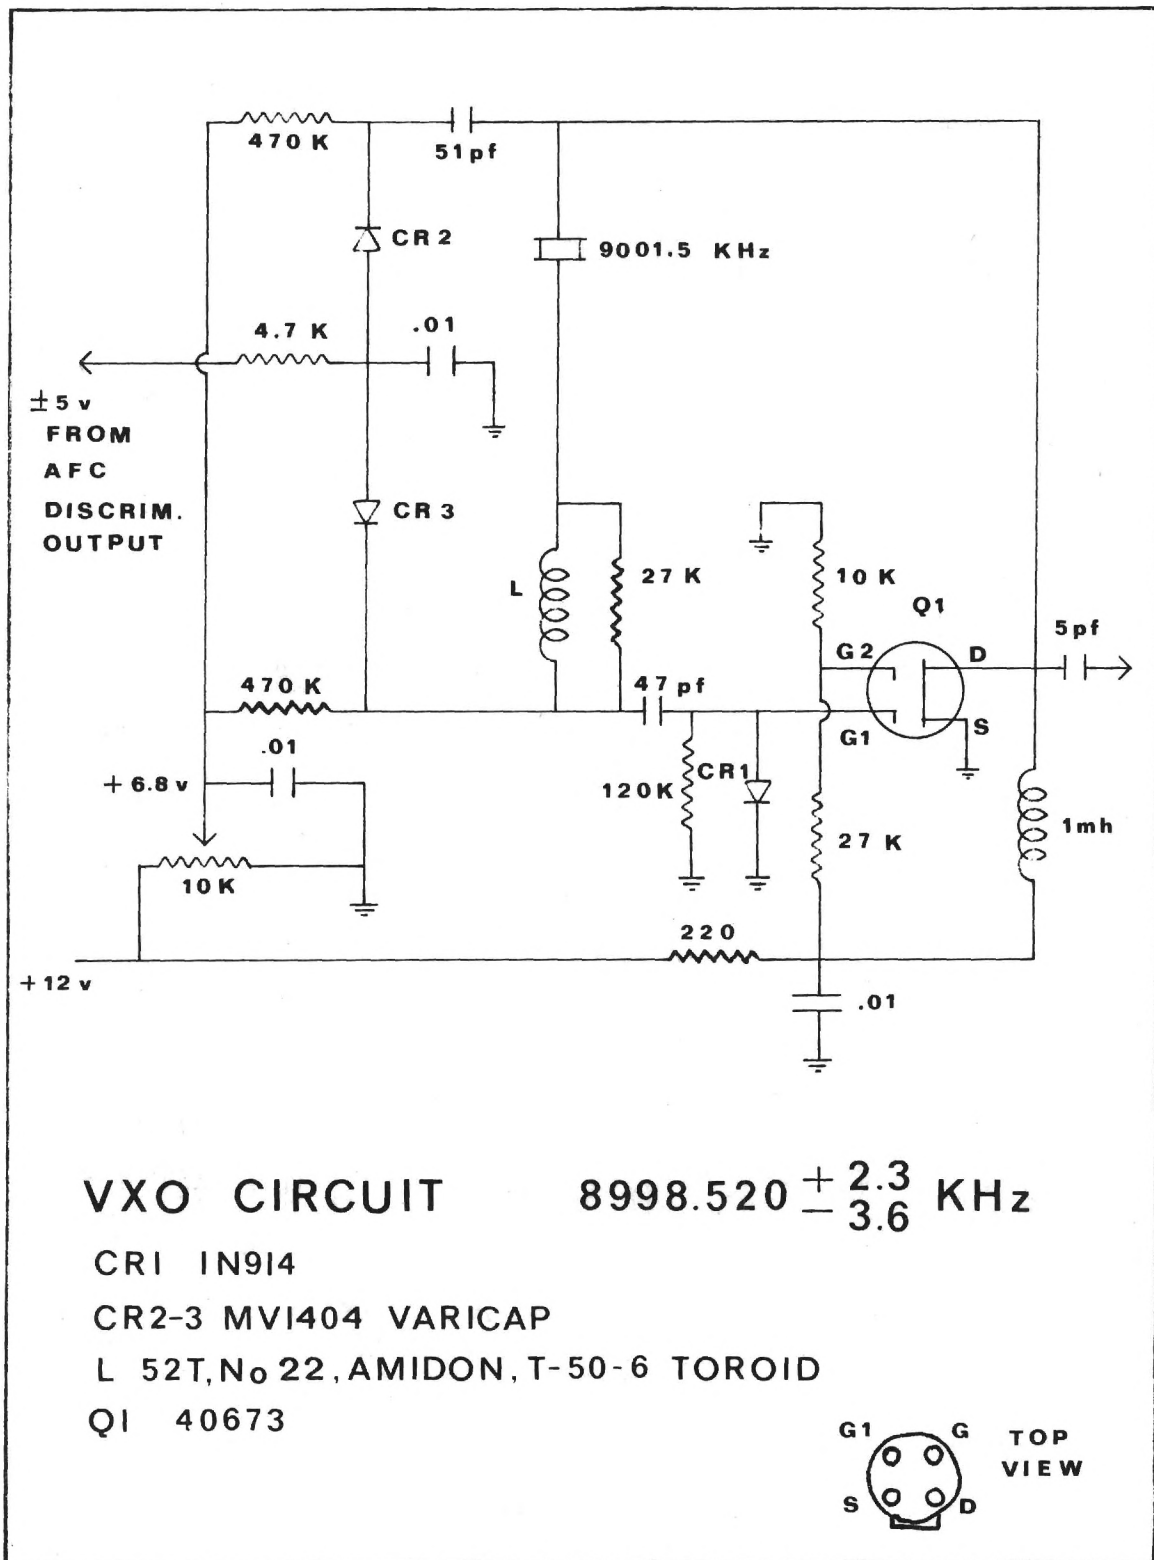 470 K
51pf
CR 2
9001.5 KHz
4.7 K
.01
±5 v
FROM
AFC
DISCRIM.
OUTPUT
CR 3
L
27 K
10 K
Q1
5pf
G2
D
470 K
47 pf
G1
S
.01
+ 6.8 v
120K
CR1
27 K
1mh
10K
220
+12 v
.01
VXO CIRCUIT 8998.520 + 2.3 KHz
− 3.6
CR1 1N914
CR2-3 MV1404 VARICAP
L 52T, No 22, AMIDON, T-50-6 TOROID
Q1 40673
G1 G TOP
VIEW
S D